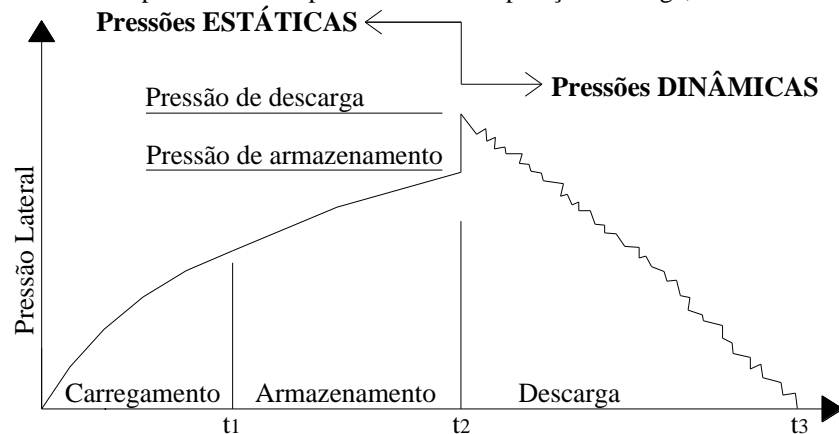 Pressões ESTÁTICAS
Pressões DINÂMICAS
Pressão de descarga
Pressão de armazenamento
Pressão Lateral
Carregamento
Armazenamento
Descarga
t1
t2
t3